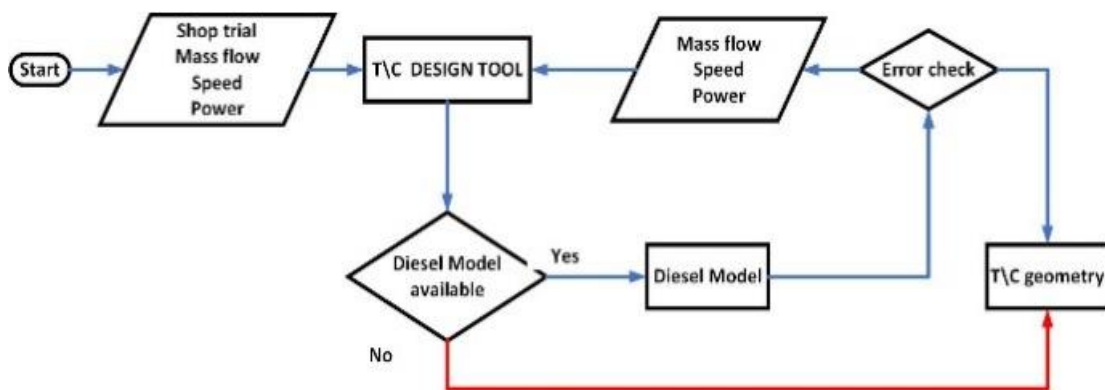 Start
Shop trial
Mass flow
Speed
Power
T\C DESIGN TOOL
Mass flow
Speed
Power
Error check
Diesel Model
available
Yes
Diesel Model
T\C geometry
No